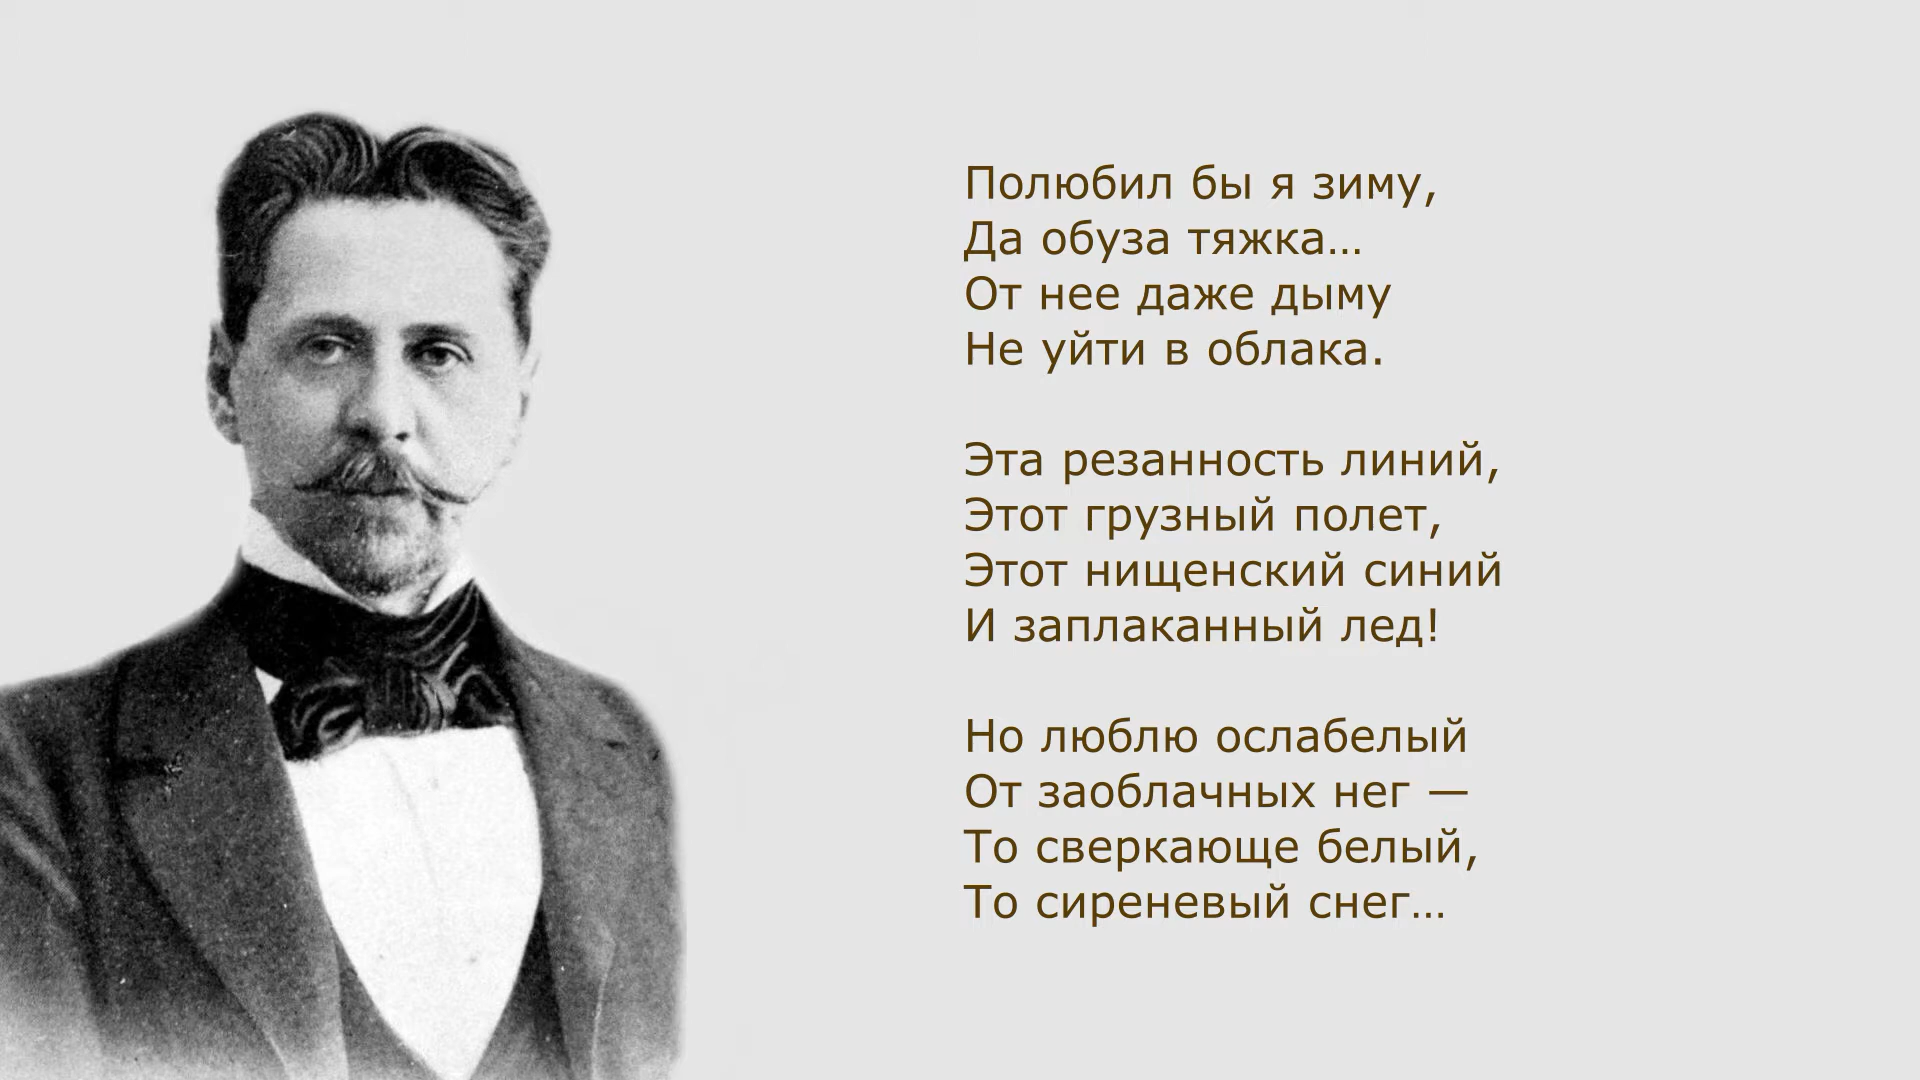 Полюбил бы я зиму,
Да обуза тяжка…
От нее даже дыму
Не уйти в облака.
Эта резанность линий,
Этот грузный полет,
Этот нищенский синий
И заплаканный лед!
Но люблю ослабелый
От заоблачных нег —
То сверкающе белый,
То сиреневый снег…